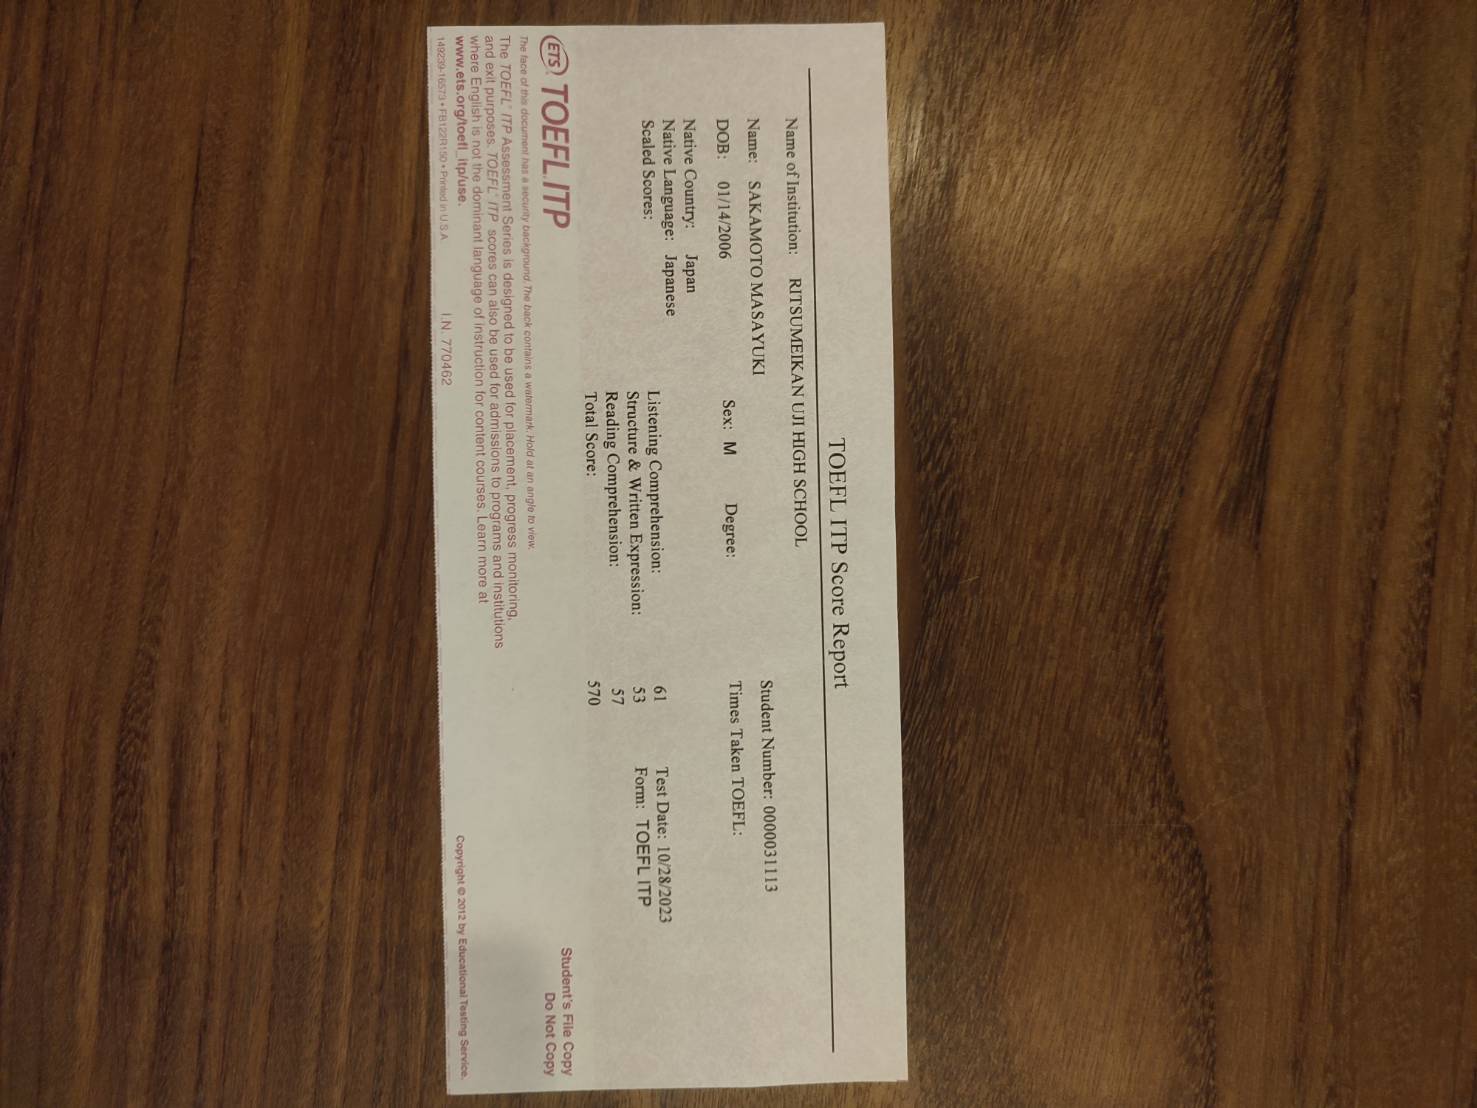 TOEFL ITP Score Report
Name of Institution: RITSUMEIKAN UJI HIGH SCHOOL
Student Number: 0000031113
Name: SAKAMOTO MASAYUKI
Times Taken TOEFL:
DOB: 01/14/2006 Sex: M Degree:
Native Country: Japan
Native Language: Japanese
Scaled Scores:
Listening Comprehension: 61 Test Date: 10/28/2023
Structure & Written Expression: 53 Form: TOEFL ITP
Reading Comprehension: 57
Total Score: 570
ETS TOEFL ITP
Student's File Copy
Do Not Copy
The face of this document has a security background. The back contains a watermark. Hold at an angle to view.
The TOEFL® ITP Assessment Series is designed to be used for placement, progress monitoring,
and exit purposes. TOEFL® ITP scores can also be used for admissions to programs and institutions
where English is not the dominant language of instruction for content courses. Learn more at
www.ets.org/toefl_itp/use.
Copyright © 2012 by Educational Testing Service.
149239-16573 • FB122R150 • Printed in U.S.A. I.N. 770462